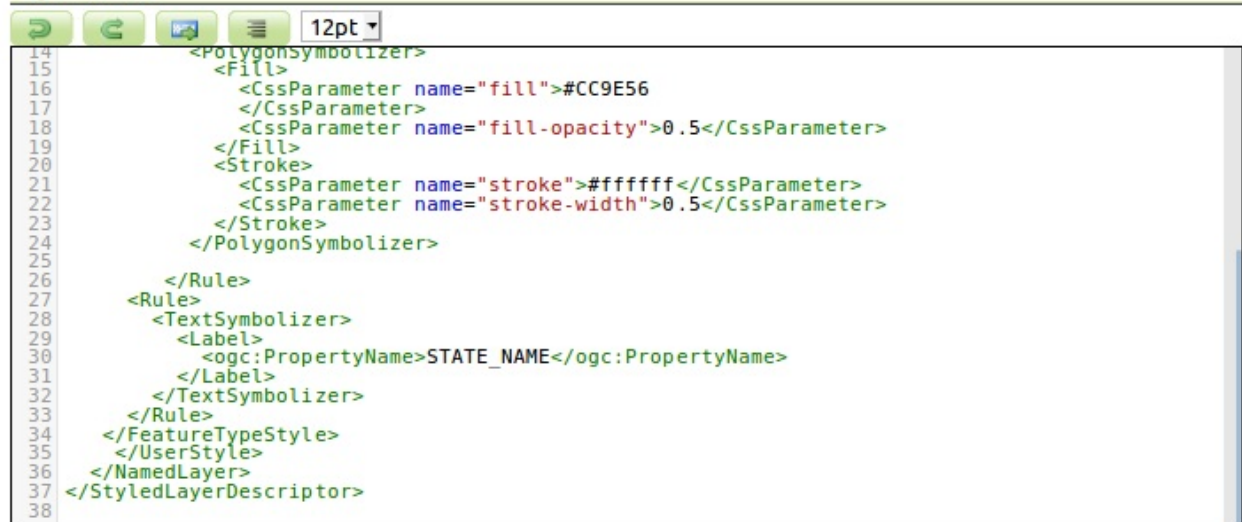 12pt
14 <PolygonSymbolizer>
15 <Fill>
16 <CssParameter name="fill">#CC9E56
17 </CssParameter>
18 <CssParameter name="fill-opacity">0.5</CssParameter>
19 </Fill>
20 <Stroke>
21 <CssParameter name="stroke">#ffffff</CssParameter>
22 <CssParameter name="stroke-width">0.5</CssParameter>
23 </Stroke>
24 </PolygonSymbolizer>
25
26 </Rule>
27 <Rule>
28 <TextSymbolizer>
29 <Label>
30 <ogc:PropertyName>STATE_NAME</ogc:PropertyName>
31 </Label>
32 </TextSymbolizer>
33 </Rule>
34 </FeatureTypeStyle>
35 </UserStyle>
36 </NamedLayer>
37 </StyledLayerDescriptor>
38